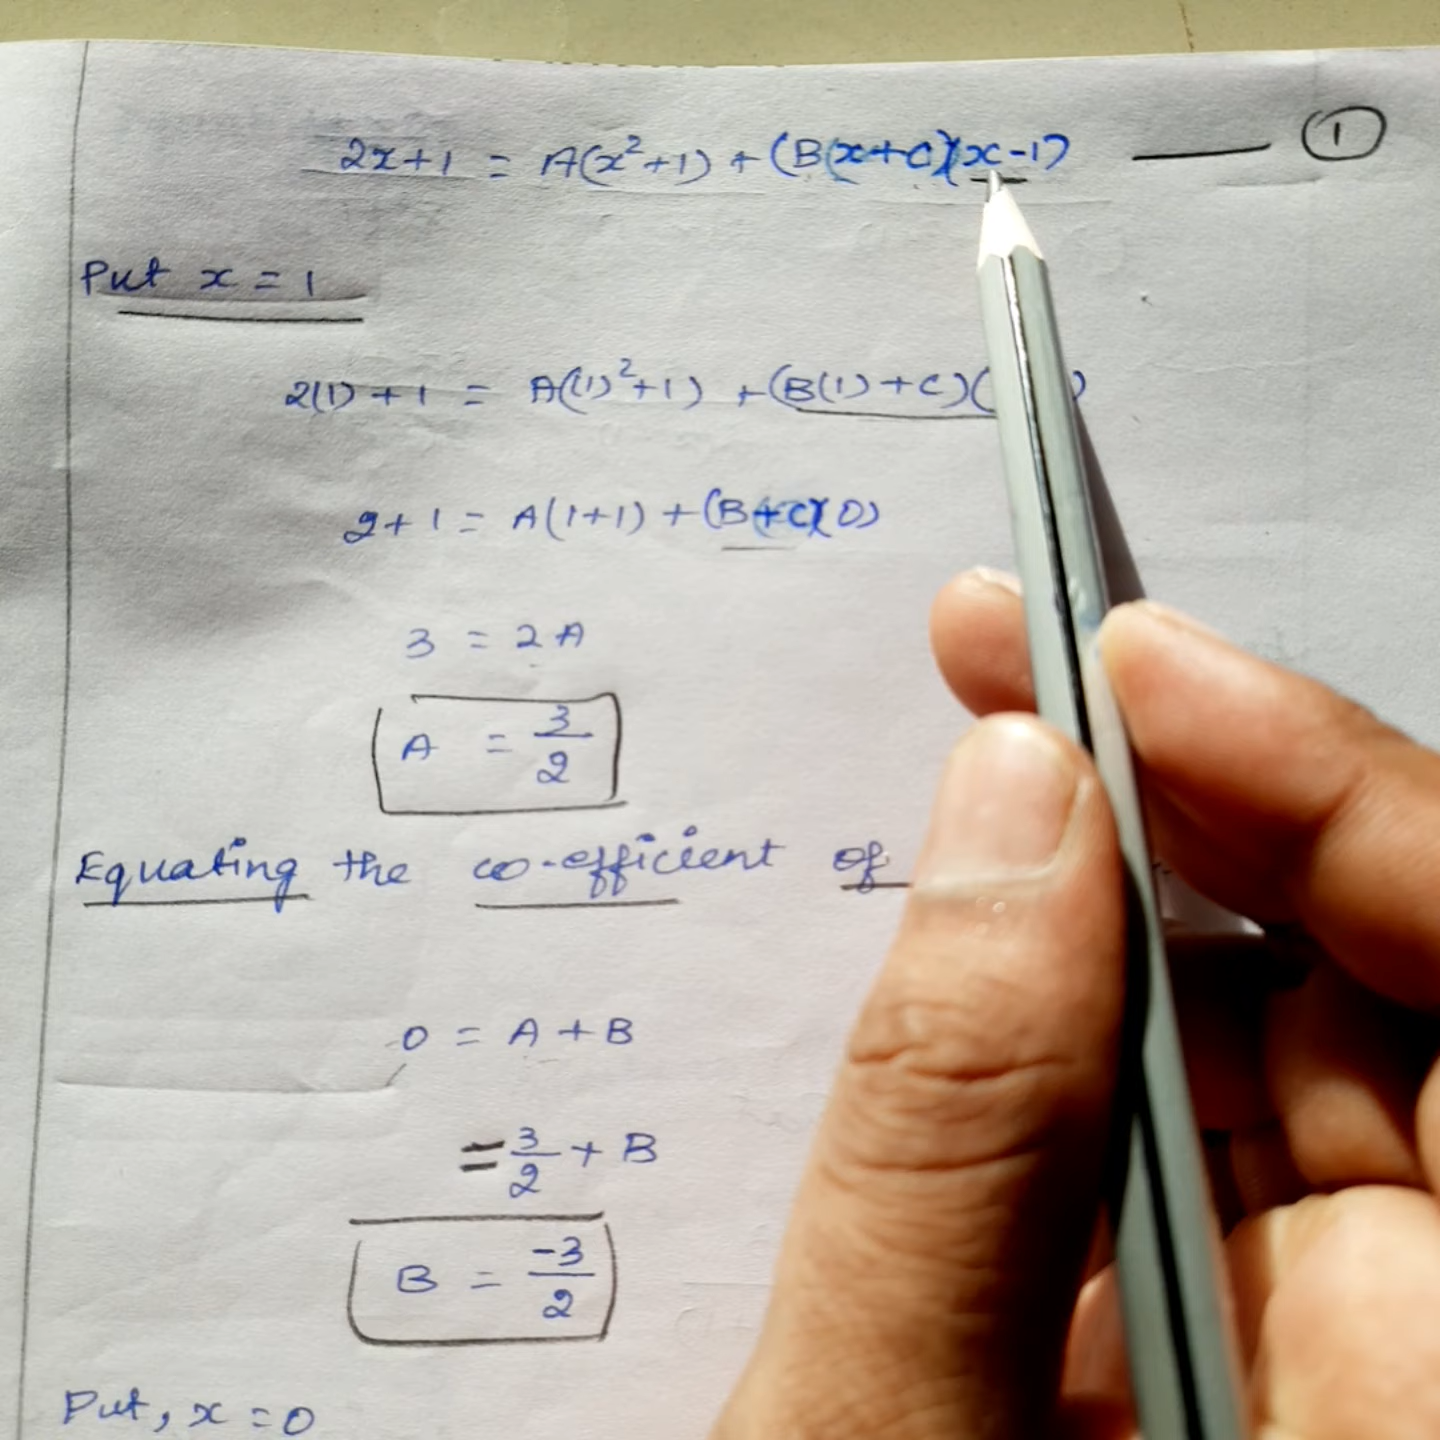 2x+1 = A(x²+1) + (B(x+C)(x-1) ——— ①
Put x = 1
2(1) + 1 = A((1)²+1) + (B(1) + C)( )
2+1 = A(1+1) + (B+C)(0)
3 = 2A
A = 3/2
Equating the co-efficient of
0 = A + B
= 3/2 + B
B = -3/2
Put, x = 0